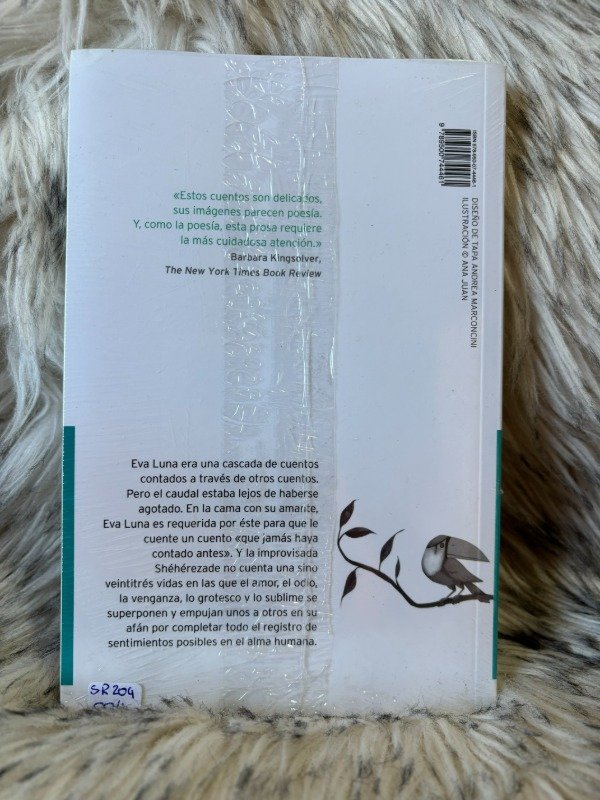 «Estos cuentos son delicados,
sus imágenes parecen poesía.
Y, como la poesía, esta prosa requiere
la más cuidadosa atención.»
Barbara Kingsolver,
The New York Times Book Review
Eva Luna era una cascada de cuentos
contados a través de otros cuentos.
Pero el caudal estaba lejos de haberse
agotado. En la cama con su amante,
Eva Luna es requerida por éste para que le
cuente un cuento «que jamás haya
contado antes». Y la improvisada
Shéhérezade no cuenta una sino
veintitrés vidas en las que el amor, el odio,
la venganza, lo grotesco y lo sublime se
superponen y empujan unos a otros en su
afán por completar todo el registro de
sentimientos posibles en el alma humana.
DISEÑO DE TAPA ANDREA MARCONCINI
ILUSTRACIÓN © ANA JUAN
SR204